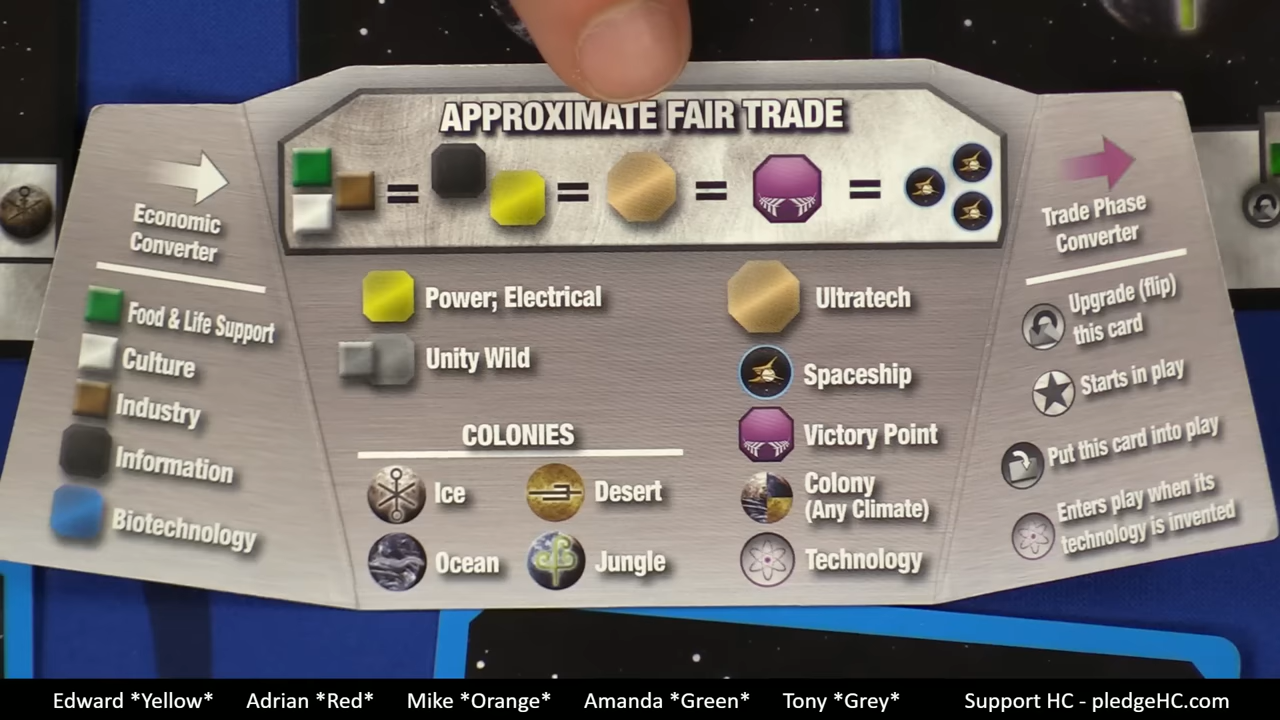 APPROXIMATE FAIR TRADE
= = = =
Economic
Converter
Food & Life Support
Culture
Industry
Information
Biotechnology
Power; Electrical
Unity Wild
COLONIES
Ice
Desert
Ocean
Jungle
Ultratech
Spaceship
Victory Point
Colony
(Any Climate)
Technology
Trade Phase
Converter
Upgrade (flip)
this card
Starts in play
Put this card into play
Enters play when its
technology is invented
Edward *Yellow* Adrian *Red* Mike *Orange* Amanda *Green* Tony *Grey* Support HC - pledgeHC.com